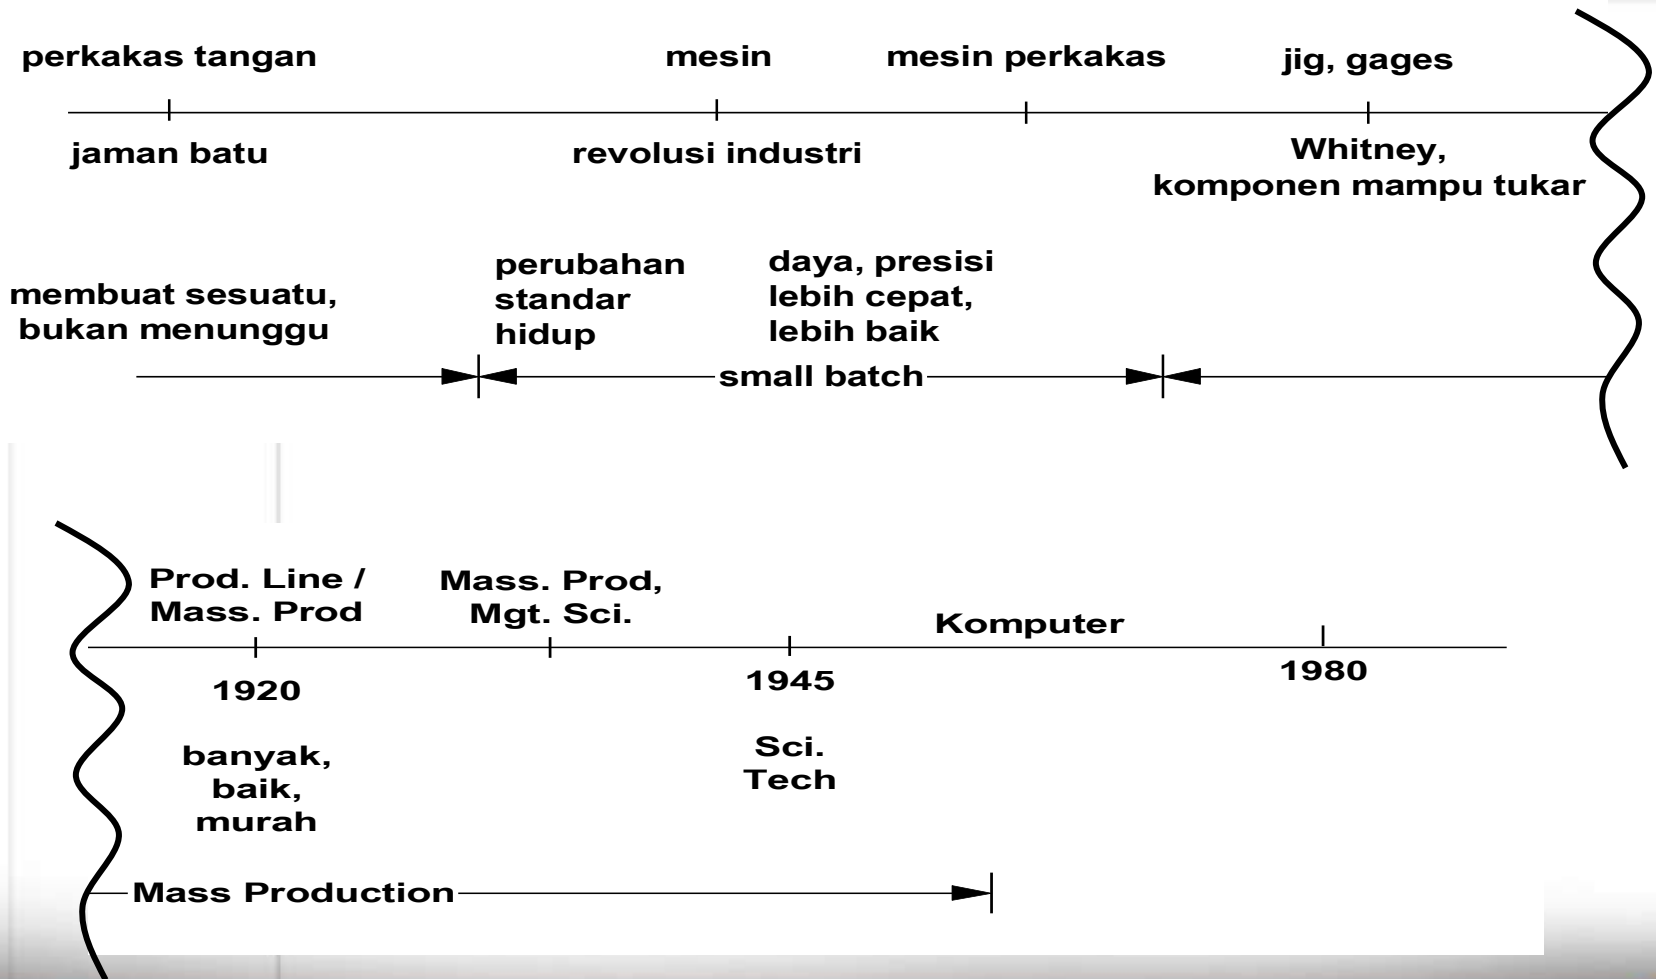 perkakas tangan
mesin
mesin perkakas
jig, gages
jaman batu
revolusi industri
Whitney,
komponen mampu tukar
membuat sesuatu,
bukan menunggu
perubahan
standar
hidup
daya, presisi
lebih cepat,
lebih baik
small batch
Prod. Line /
Mass. Prod
Mass. Prod,
Mgt. Sci.
Komputer
1920
1945
1980
banyak,
baik,
murah
Sci.
Tech
Mass Production